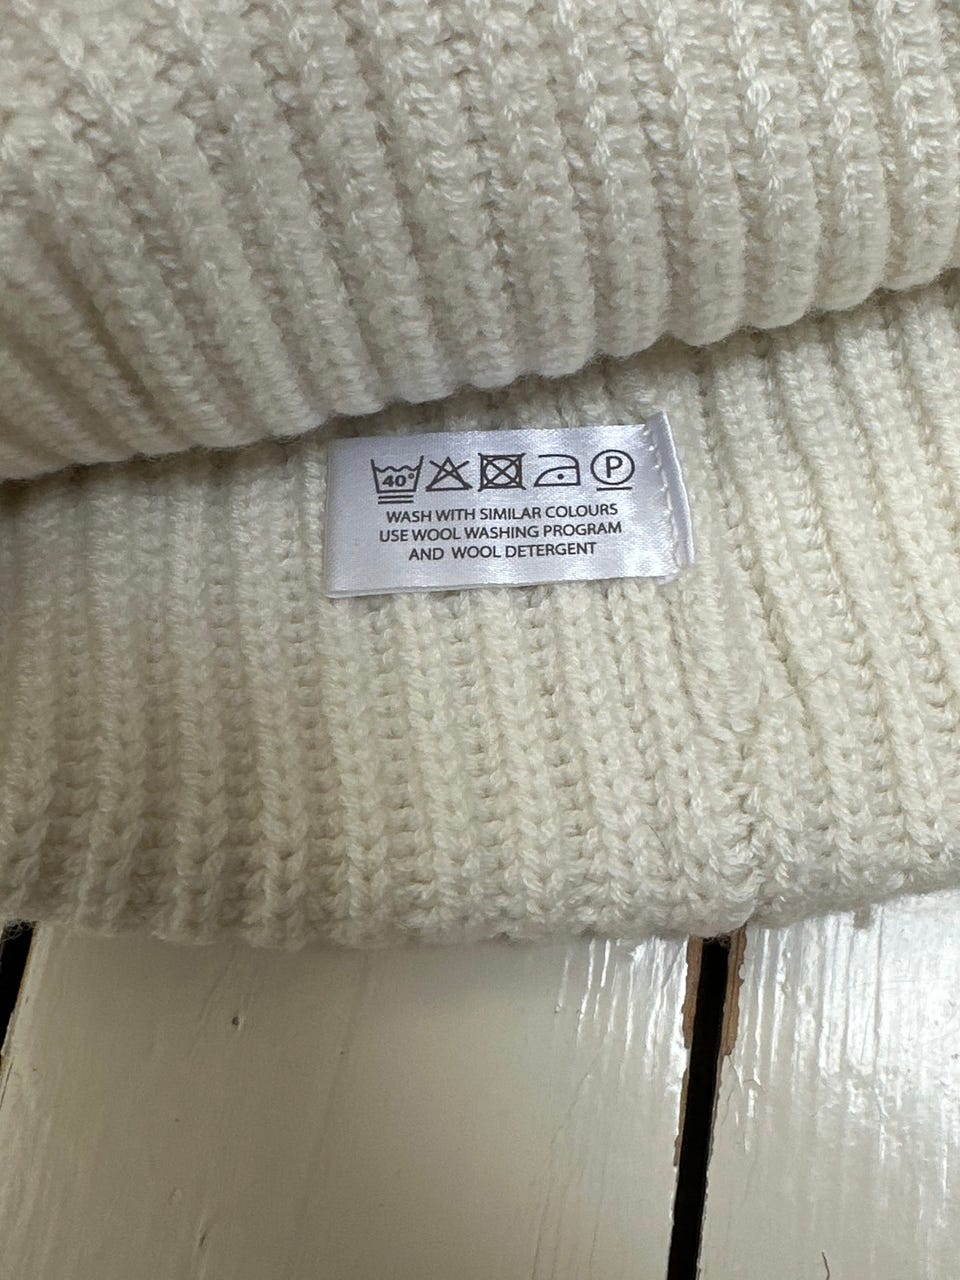 40°
P
WASH WITH SIMILAR COLOURS
USE WOOL WASHING PROGRAM
AND WOOL DETERGENT